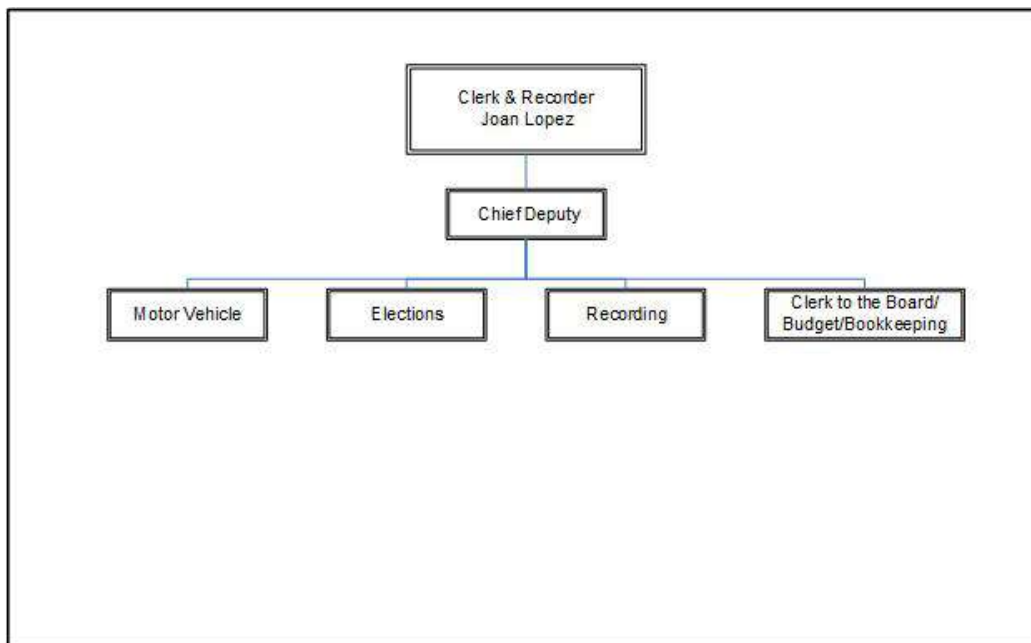 Clerk & Recorder
Joan Lopez
Chief Deputy
Motor Vehicle
Elections
Recording
Clerk to the Board/
Budget/Bookkeeping